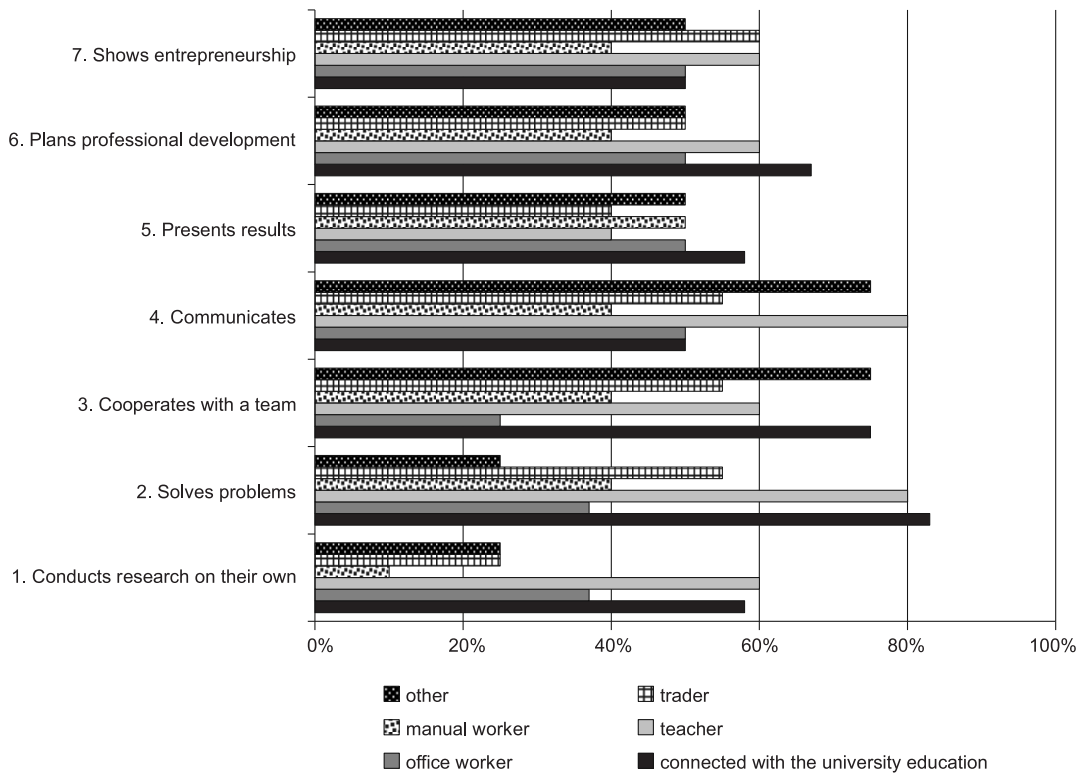 7. Shows entrepreneurship
6. Plans professional development
5. Presents results
4. Communicates
3. Cooperates with a team
2. Solves problems
1. Conducts research on their own
0% 20% 40% 60% 80% 100%
other trader
manual worker teacher
office worker connected with the university education